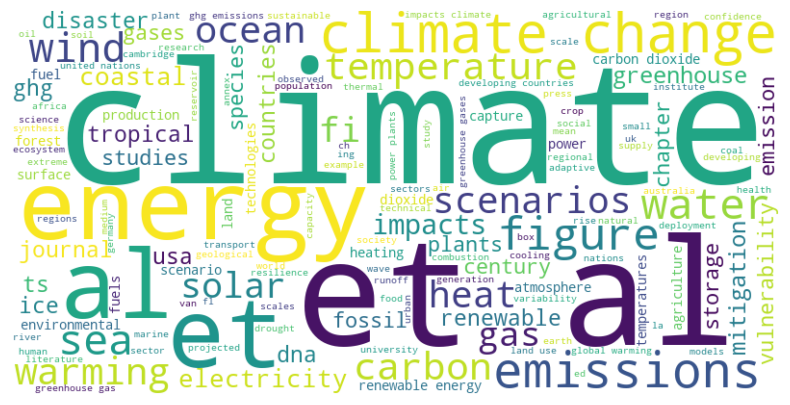 disaster
plant
ghg emissions
sustainable
impacts climate
agricultural
region
confidence
oil
soil
gases
ocean
climate change
wind
cambridge
research
scale
united nations
temperature
carbon dioxide
coastal
species
countries
developing countries
greenhouse
fuel
ghg
climate
annex
observed
population
thermal
press
institute
emission
africa
production
reservoir
fi
capture
crop
chapter
science
tropical
synthesis
forest
studies
technologies
power plants
ch
ing
study
greenhouse gases
social
mean
small
power
uk
coal
ecosystem
extreme
surface
example
regional
adaptive
supply
developing
energy
land
sectors
air
dioxide
technical
scenarios
water
australia
health
regions
medium
germany
capacity
impacts
figure
rise
natural
deployment
journal
usa
transport
geological
society
world
plants
box
cooling
nations
vulnerability
al
et al
ts
scenario
resilience
heating
century
combustion
storage
mitigation
agriculture
temperatures
ice
solar
wave
generation
heat
atmosphere
fuels
van
fl
scales
runoff
variability
environmental
et
food
urban
fossil
renewable
gas
la
river
sea
marine
drought
earth
human
sector
projected
dna
university
land use
global warming
models
literature
warming
carbon
emissions
electricity
renewable energy
ed
greenhouse gas